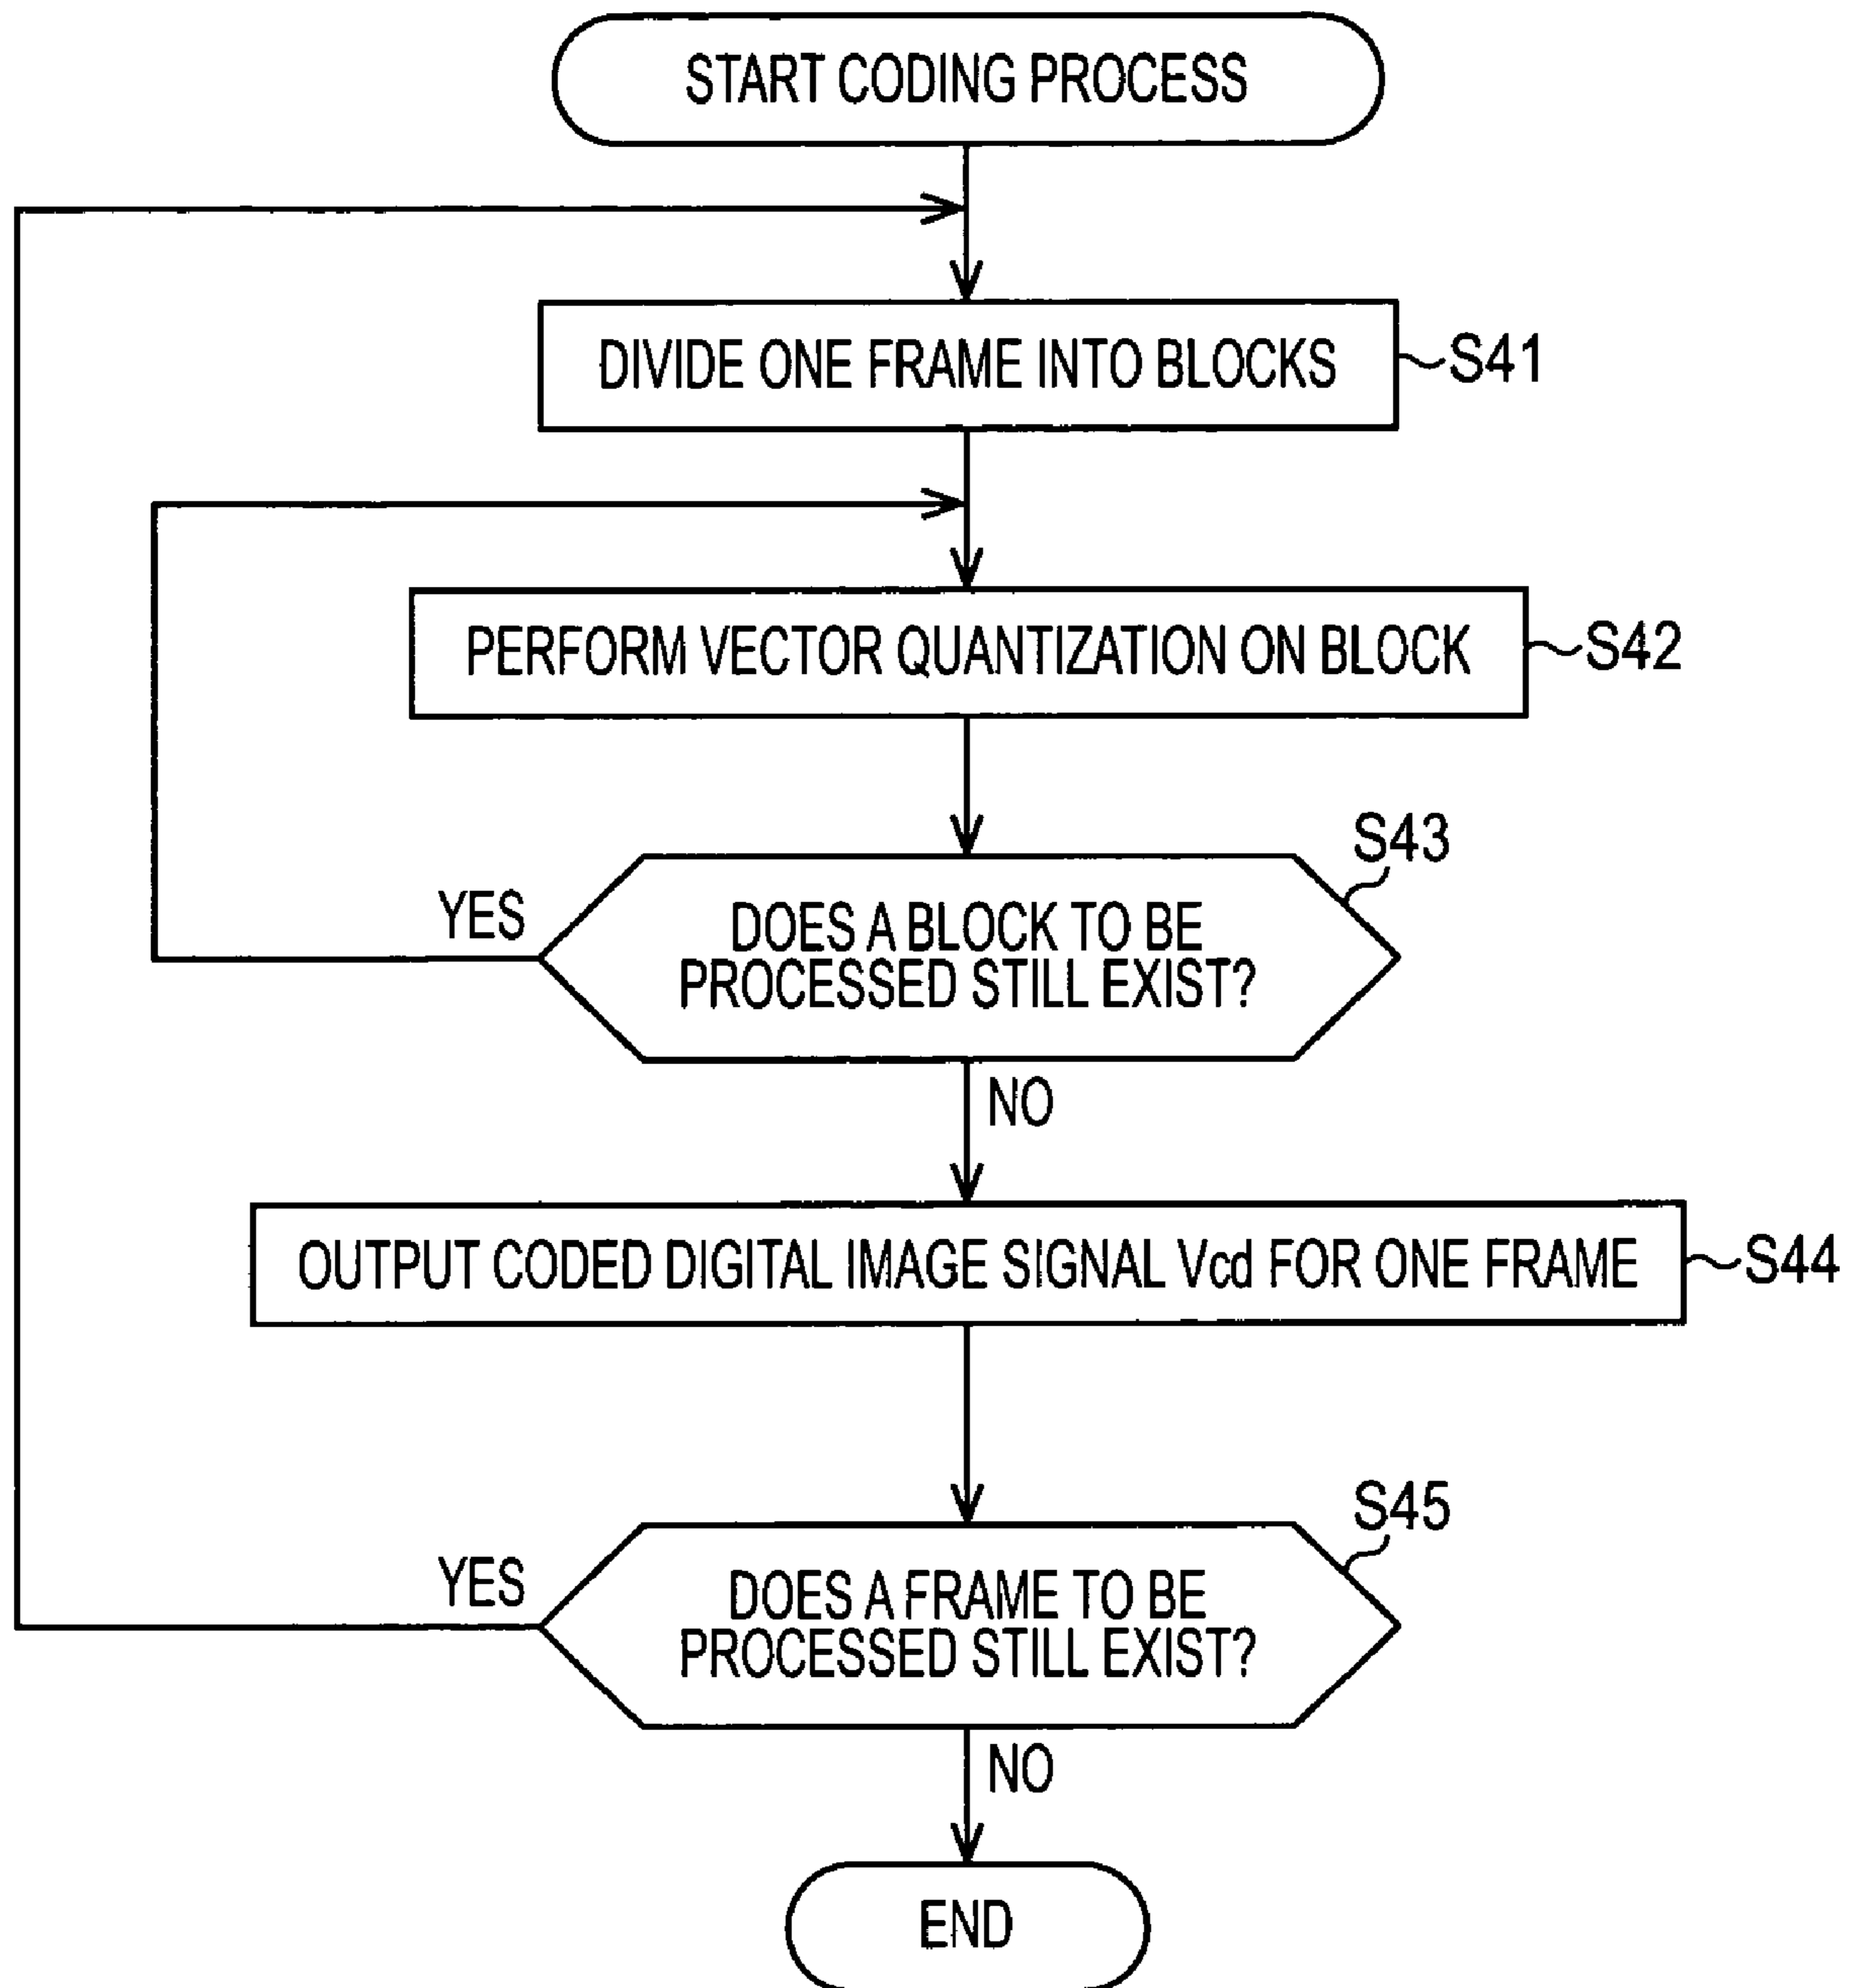 START CODING PROCESS
DIVIDE ONE FRAME INTO BLOCKS
S41
PERFORM VECTOR QUANTIZATION ON BLOCK
S42
S43
YES
DOES A BLOCK TO BE
PROCESSED STILL EXIST?
NO
OUTPUT CODED DIGITAL IMAGE SIGNAL Vcd FOR ONE FRAME
S44
S45
YES
DOES A FRAME TO BE
PROCESSED STILL EXIST?
NO
END